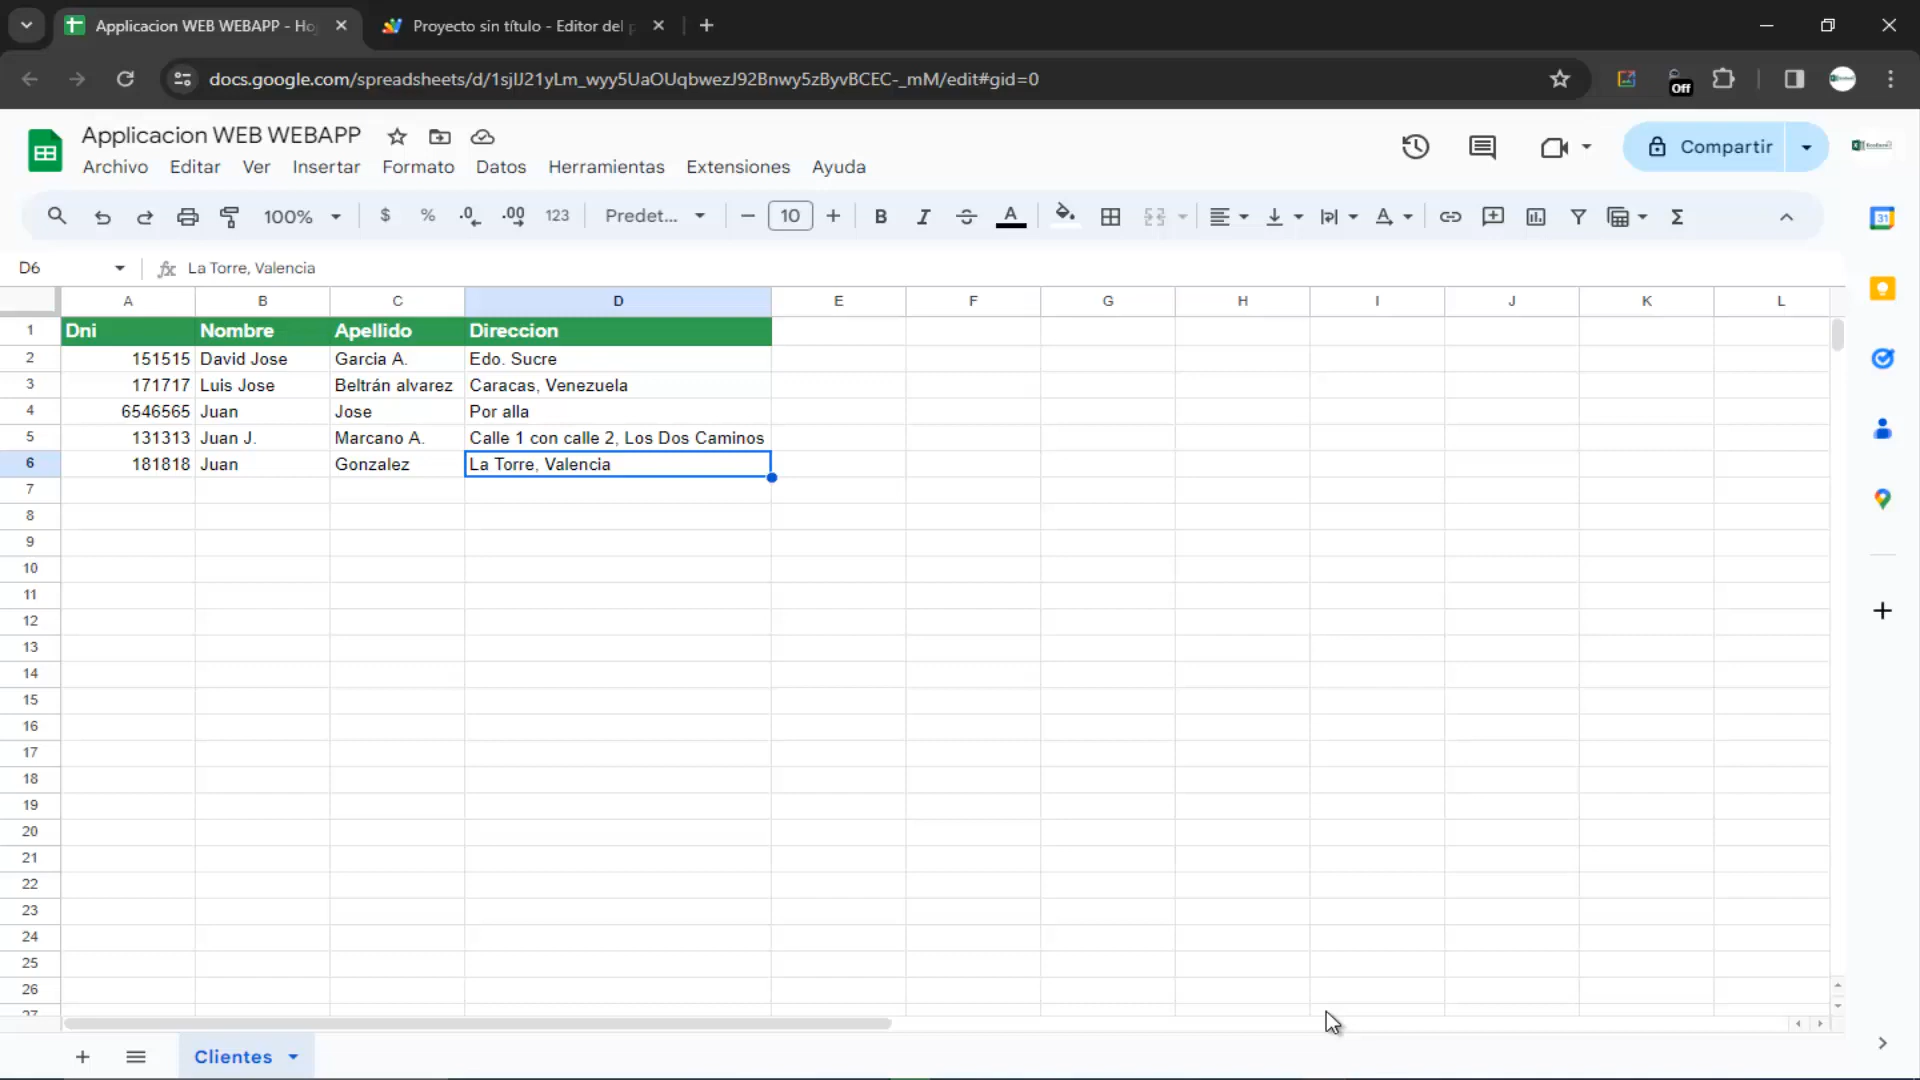 Applicacion WEB WEBAPP - Ho
Proyecto sin título - Editor del p
docs.google.com/spreadsheets/d/1sjIJ21yLm_wyy5UaOUqbwezJ92Bnwy5zByvBCEC-_mM/edit#gid=0
Off
Applicacion WEB WEBAPP
Archivo Editar Ver Insertar Formato Datos Herramientas Extensiones Ayuda
Compartir
100% $ % .0 .00 123 Predet... 10 B I A
31
D6 fx La Torre, Valencia
A B C D E F G H I J K L
1 Dni Nombre Apellido Direccion
2 151515 David Jose Garcia A. Edo. Sucre
3 171717 Luis Jose Beltrán alvarez Caracas, Venezuela
4 6546565 Juan Jose Por alla
5 131313 Juan J. Marcano A. Calle 1 con calle 2, Los Dos Caminos
6 181818 Juan Gonzalez La Torre, Valencia
7
8
9
10
11
12
13
14
15
16
17
18
19
20
21
22
23
24
25
26
27
Clientes